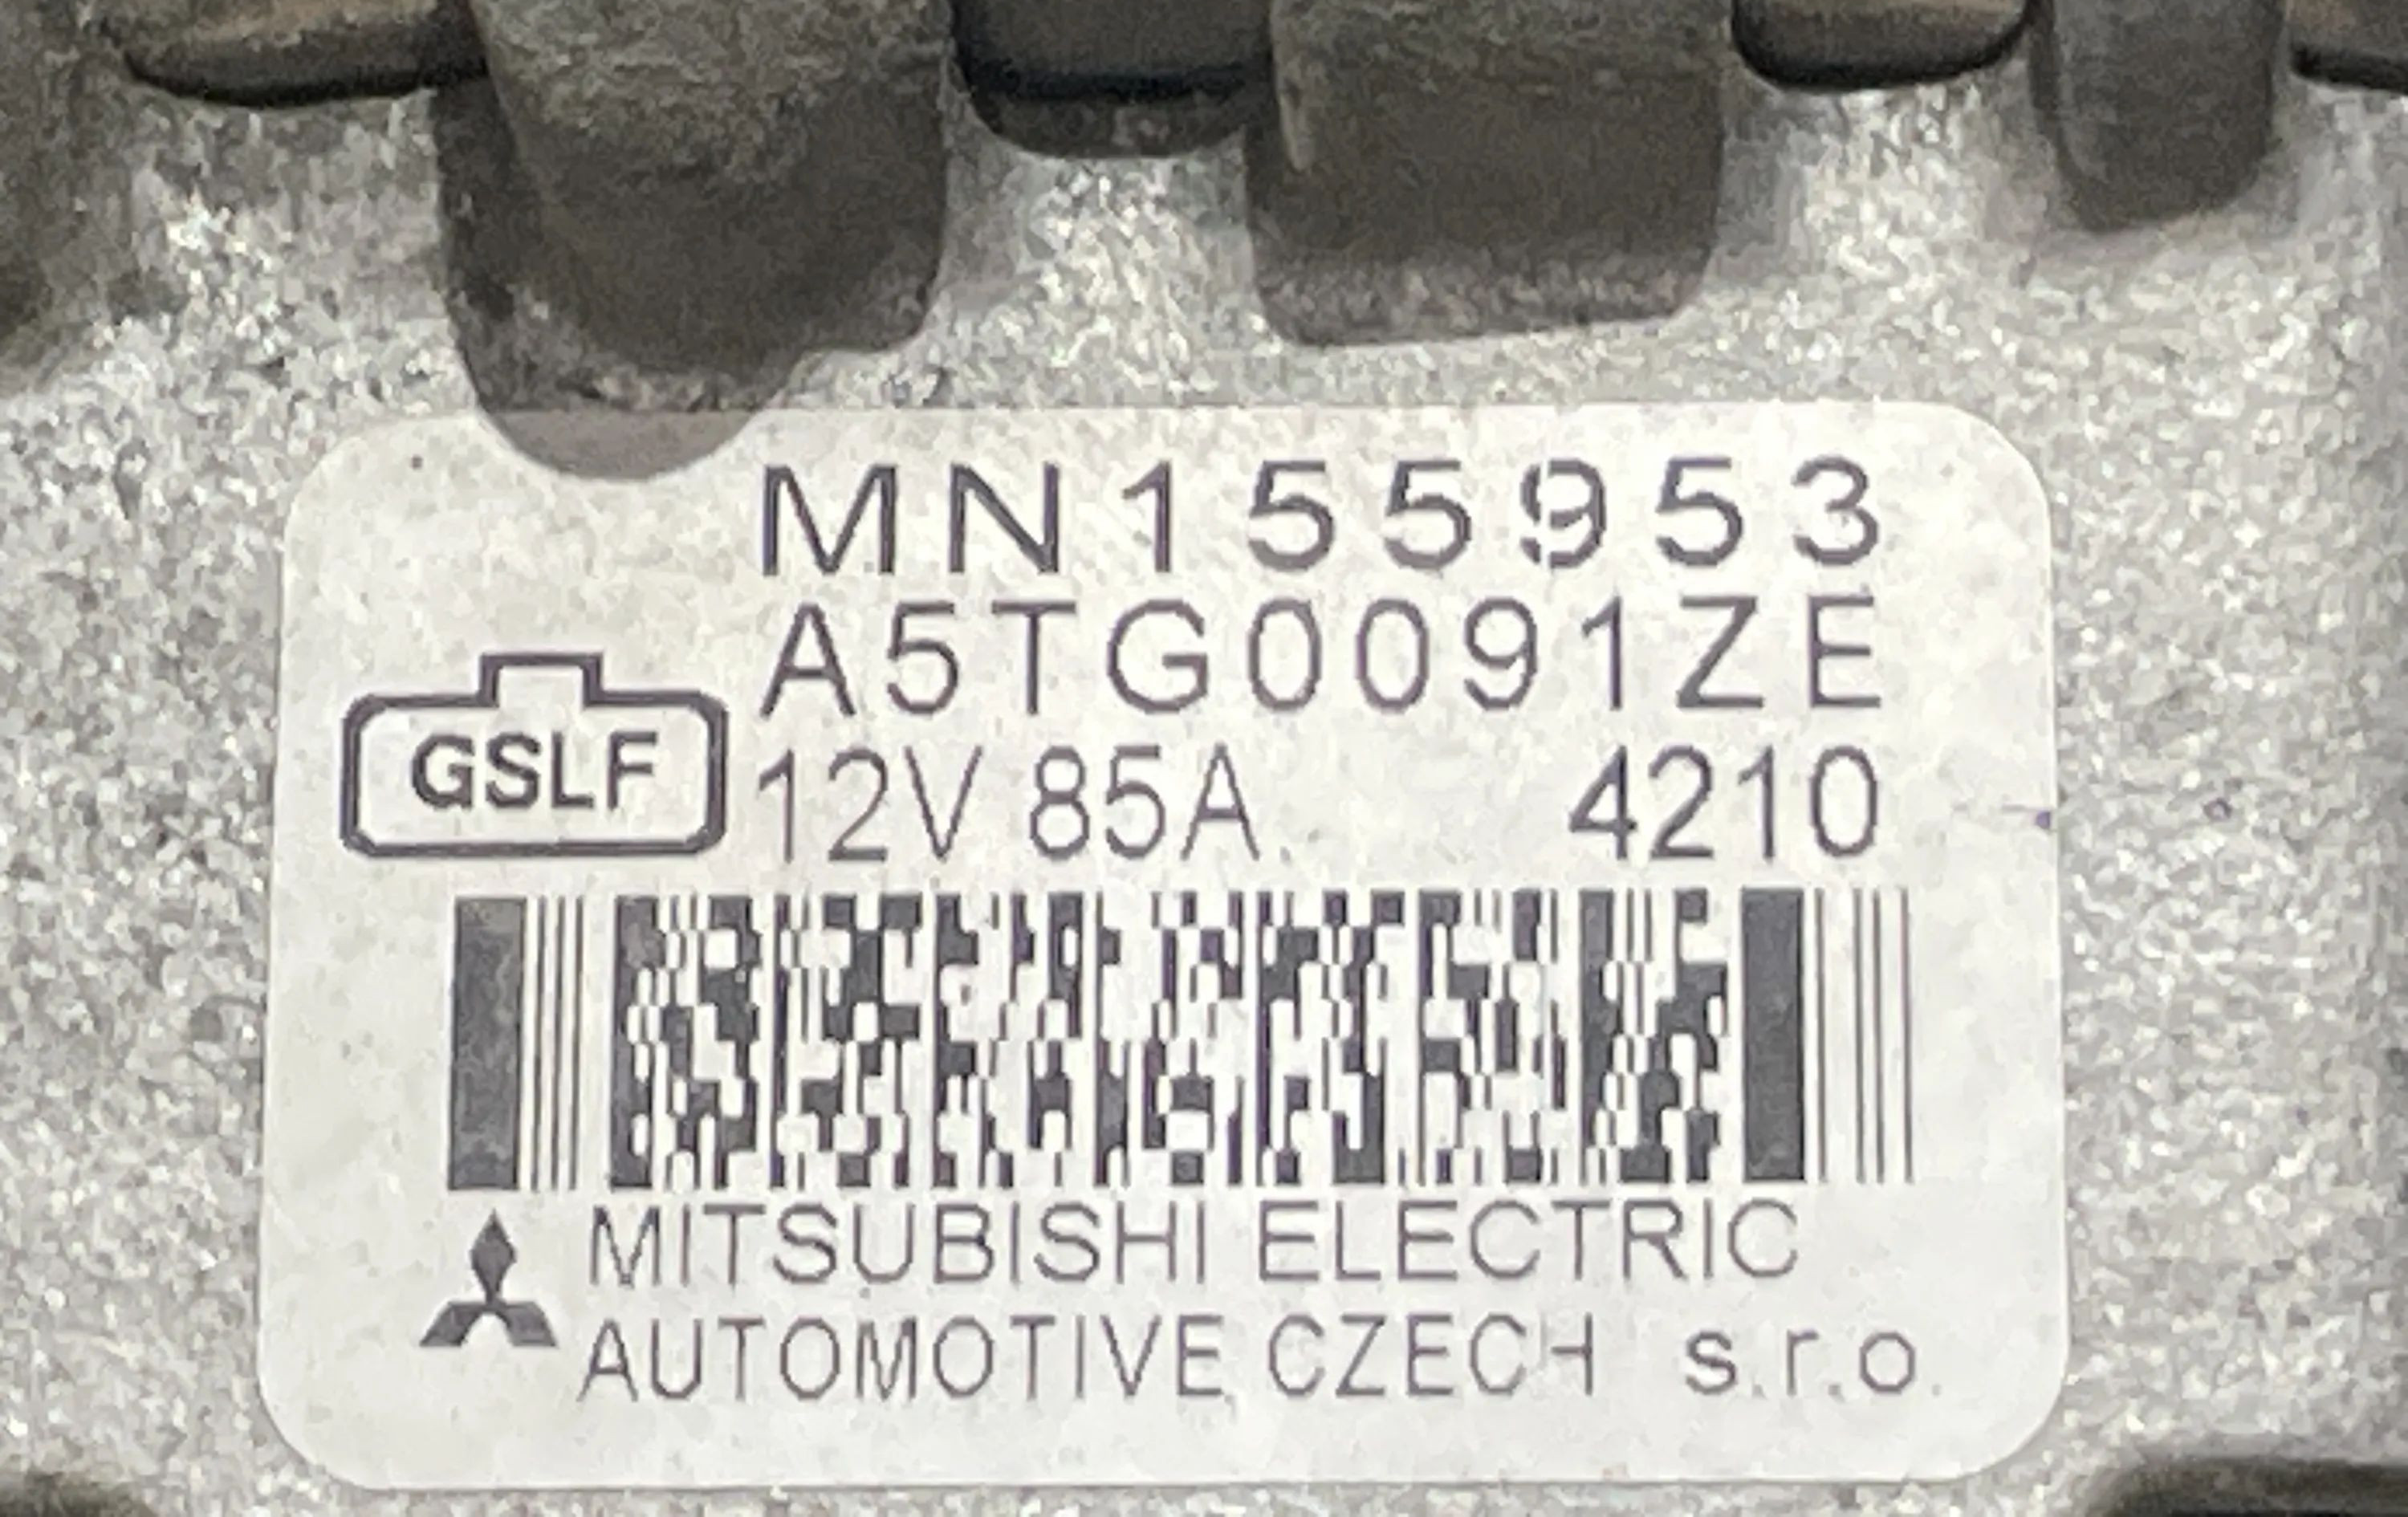 MN155953
A5TG0091ZE
GSLF 12V 85A 4210
MITSUBISHI ELECTRIC
AUTOMOTIVE CZECH s.r.o.